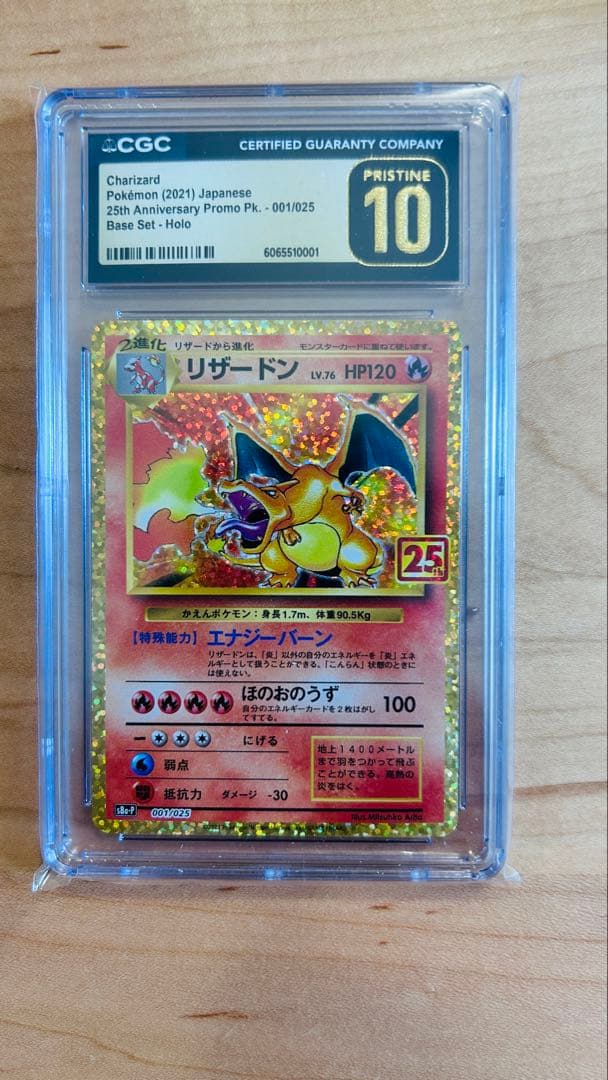 CGC
CERTIFIED GUARANTY COMPANY
Charizard
Pokémon (2021) Japanese
25th Anniversary Promo Pk. - 001/025
Base Set - Holo
6065510001
PRISTINE
10
2進化 リザードから進化 モンスターカードに重ねて使います。
リザードン LV.76 HP120
25th
かえんポケモン：身長1.7m、体重90.5Kg
【特殊能力】 エナジーバーン
リザードンは、「炎」以外の自分のエネルギーを「炎」エネ
ルギーとして扱うことができる。「こんらん」状態のときに
は使えない。
ほのおのうず 100
自分のエネルギーカードを2枚はがし
てすてる。
にげる
弱点
抵抗力 ダメージ -30
地上1400メートル
まで羽をつかって飛ぶ
ことができる。高熱の
炎をはく。
s8a-P 001/025
Illus. Mitsuhiro Arita